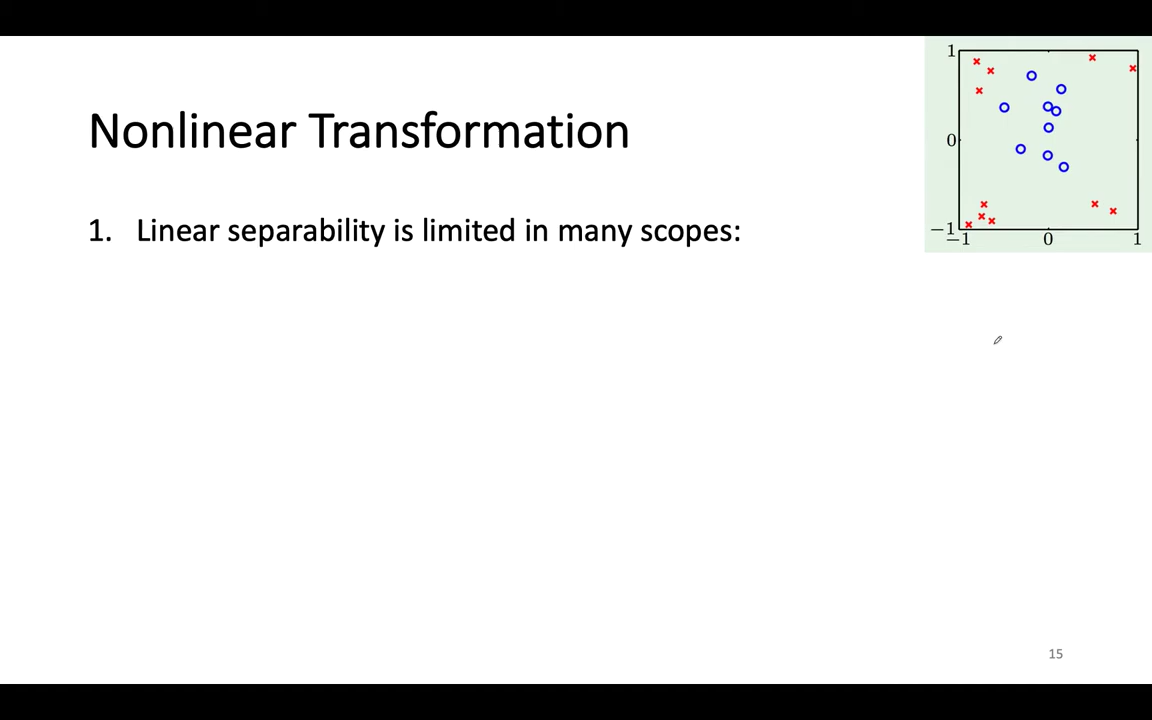 Nonlinear Transformation
1. Linear separability is limited in many scopes:
1
0
−1
−1 0 1
15